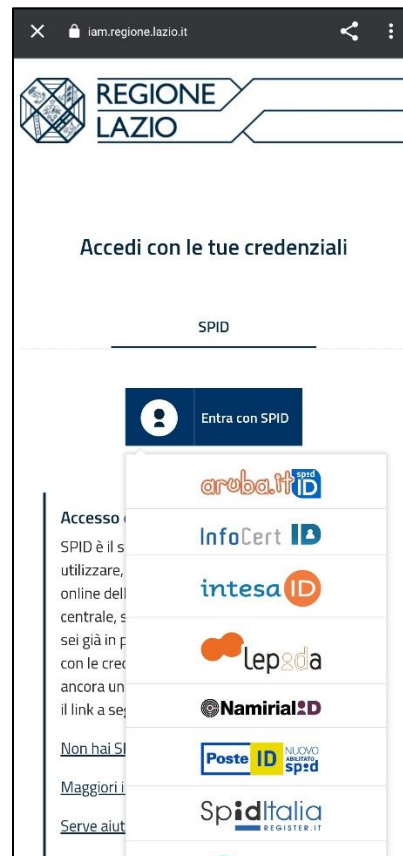 iam.regione.lazio.it
REGIONE
LAZIO
Accedi con le tue credenziali
SPID
Entra con SPID
aruba.it spid ID
InfoCert ID
intesa ID
lepida
Namirial ID
Poste ID NUOVO ABILITATO spid
SpidItalia
REGISTER.IT
Accesso
SPID è il s
utilizzare,
online dell
centrale, s
sei già in p
con le cred
ancora un
il link a seg
Non hai SP
Maggiori i
Serve aiut